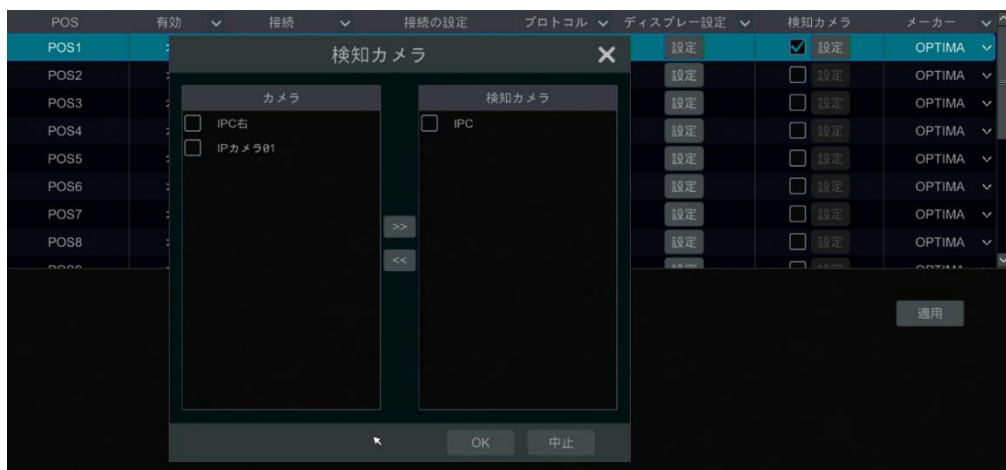 POS 有効 接続 接続の設定 プロトコル ディスプレー設定 検知カメラ メーカー
POS1 設定 設定 OPTIMA
検知カメラ
POS2 設定 設定 OPTIMA
カメラ 検知カメラ
POS3 設定 設定 OPTIMA
IPC右 IPC
POS4 設定 設定 OPTIMA
IPカメラ01
POS5 設定 設定 OPTIMA
POS6 設定 設定 OPTIMA
POS7 設定 設定 OPTIMA
>>
POS8 設定 設定 OPTIMA
<<
適用
OK 中止